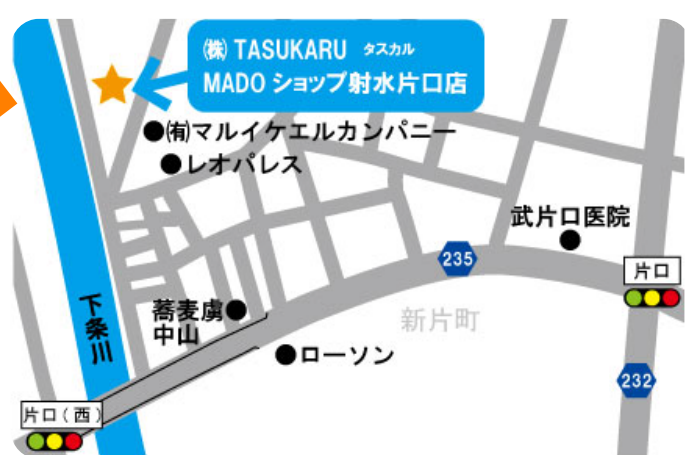 ㈱ TASUKARU タスカル
MADO ショップ射水片口店
㈲マルイケエルカンパニー
レオパレス
武片口医院
235
片口
蕎麦虜
中山
新片町
下条川
ローソン
232
片口(西)